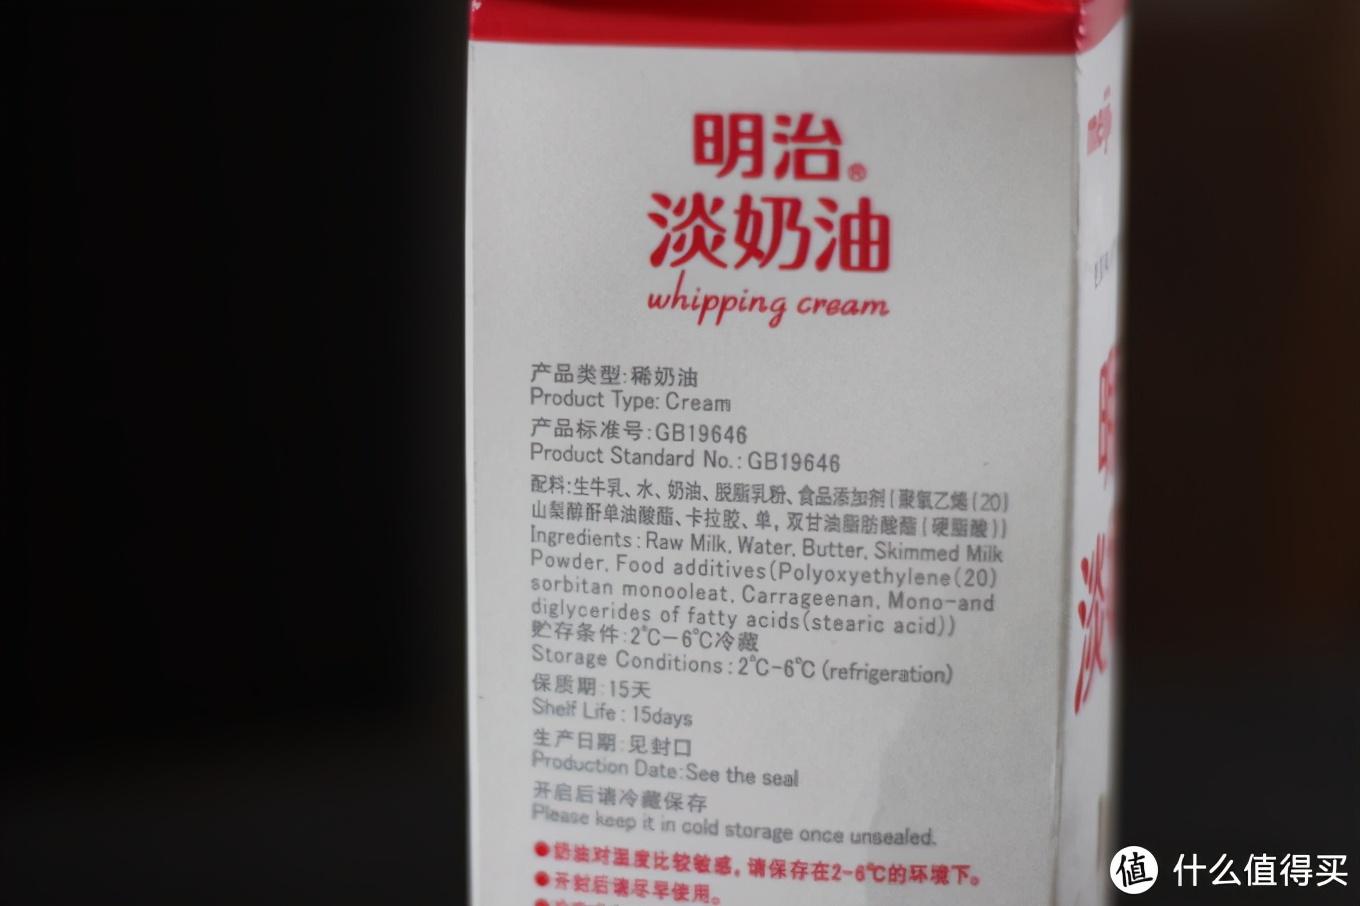 明治®
淡奶油
whipping cream
产品类型:稀奶油
Product Type: Cream
产品标准号:GB19646
Product Standard No.: GB19646
配料:生牛乳、水、奶油、脱脂乳粉、食品添加剂(聚氧乙烯(20)
山梨醇酐单油酸酯、卡拉胶、单,双甘油脂肪酸酯(硬脂酸))
Ingredients: Raw Milk, Water, Butter, Skimmed Milk
Powder, Food additives(Polyoxyethylene(20)
sorbitan monooleat, Carrageenan, Mono-and
diglycerides of fatty acids(stearic acid))
贮存条件:2℃-6℃冷藏
Storage Conditions: 2℃-6℃ (refrigeration)
保质期:15天
Shelf Life: 15days
生产日期:见封口
Production Date:See the seal
开启后请冷藏保存
Please keep it in cold storage once unsealed.
●奶油对温度比较敏感,请保存在2-6℃的环境下。
●开封后请尽早使用。
meiji
明
淡
值 什么值得买